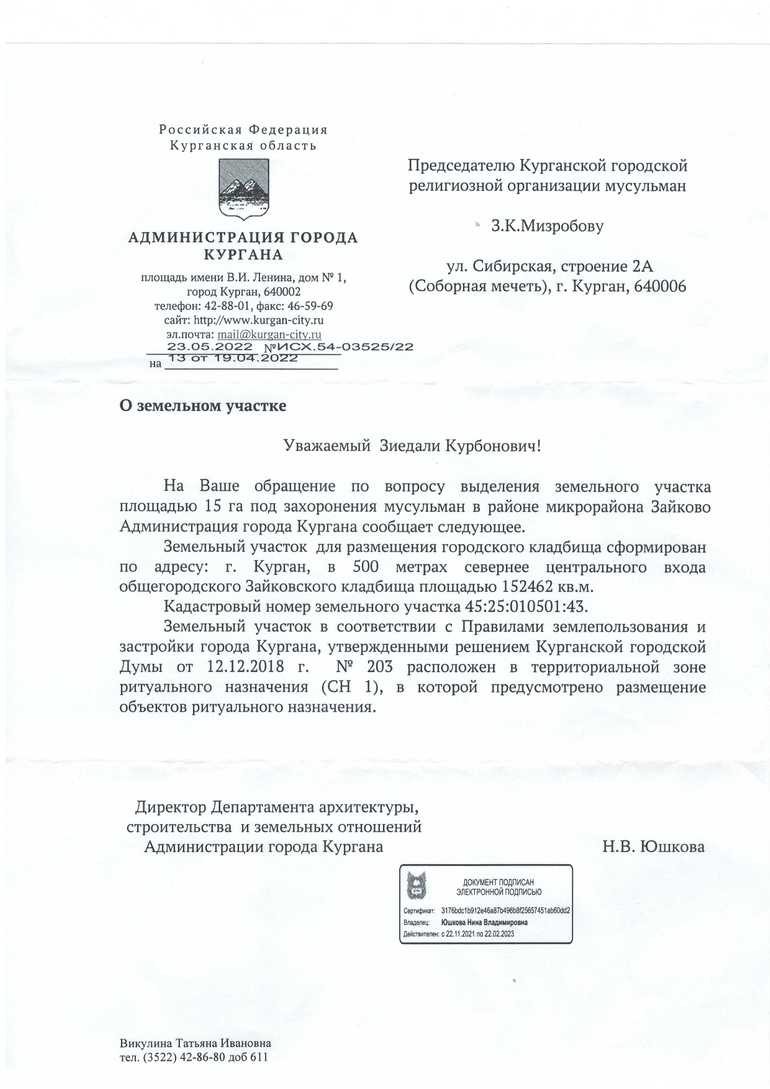 Российская Федерация
Курганская область
АДМИНИСТРАЦИЯ ГОРОДА
КУРГАНА
площадь имени В.И. Ленина, дом № 1,
город Курган, 640002
телефон: 42-88-01, факс: 46-59-69
сайт: http://www.kurgan-city.ru
эл.почта: mail@kurgan-city.ru
23.05.2022 №ИСХ.54-03525/22
на 13 от 19.04.2022
Председателю Курганской городской
религиозной организации мусульман
З.К.Мизробову
ул. Сибирская, строение 2А
(Соборная мечеть), г. Курган, 640006
О земельном участке
Уважаемый Зиедали Курбонович!
На Ваше обращение по вопросу выделения земельного участка
площадью 15 га под захоронения мусульман в районе микрорайона Зайково
Администрация города Кургана сообщает следующее.
Земельный участок для размещения городского кладбища сформирован
по адресу: г. Курган, в 500 метрах севернее центрального входа
общегородского Зайковского кладбища площадью 152462 кв.м.
Кадастровый номер земельного участка 45:25:010501:43.
Земельный участок в соответствии с Правилами землепользования и
застройки города Кургана, утвержденными решением Курганской городской
Думы от 12.12.2018 г. № 203 расположен в территориальной зоне
ритуального назначения (СН 1), в которой предусмотрено размещение
объектов ритуального назначения.
Директор Департамента архитектуры,
строительства и земельных отношений
Администрации города Кургана Н.В. Юшкова
ДОКУМЕНТ ПОДПИСАН
ЭЛЕКТРОННОЙ ПОДПИСЬЮ
Сертификат: 3176bdc1b912e46a87b496b8f25657451ab60dd2
Владелец: Юшкова Нина Владимировна
Действителен: с 22.11.2021 по 22.02.2023
Викулина Татьяна Ивановна
тел. (3522) 42-86-80 доб 611